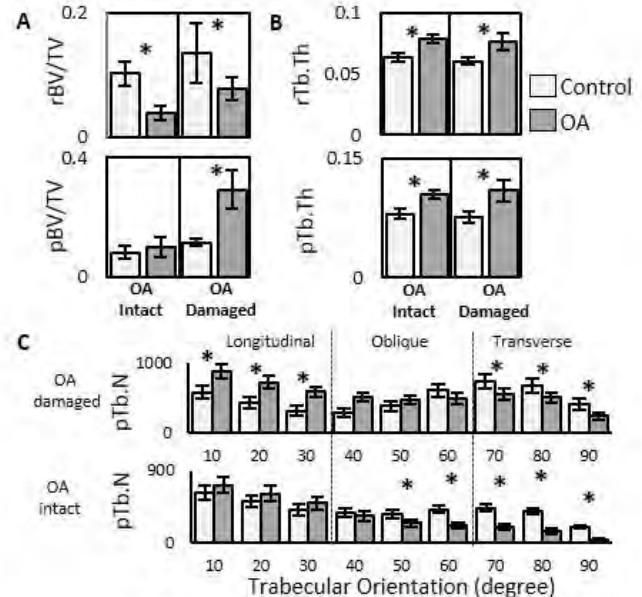 A
B
0.2
rBV/TV
0
*
*
0.1
rTb.Th
0.05
0
*
*
Control
OA
0.4
pBV/TV
0
*
0.15
pTb.Th
0
*
*
OA Intact
OA Damaged
OA Intact
OA Damaged
C
Longitudinal
Oblique
Transverse
OA damaged
pTb.N
1000
0
* * * * * *
10 20 30 40 50 60 70 80 90
OA intact
pTb.N
900
0
* * * * *
10 20 30 40 50 60 70 80 90
Trabecular Orientation (degree)